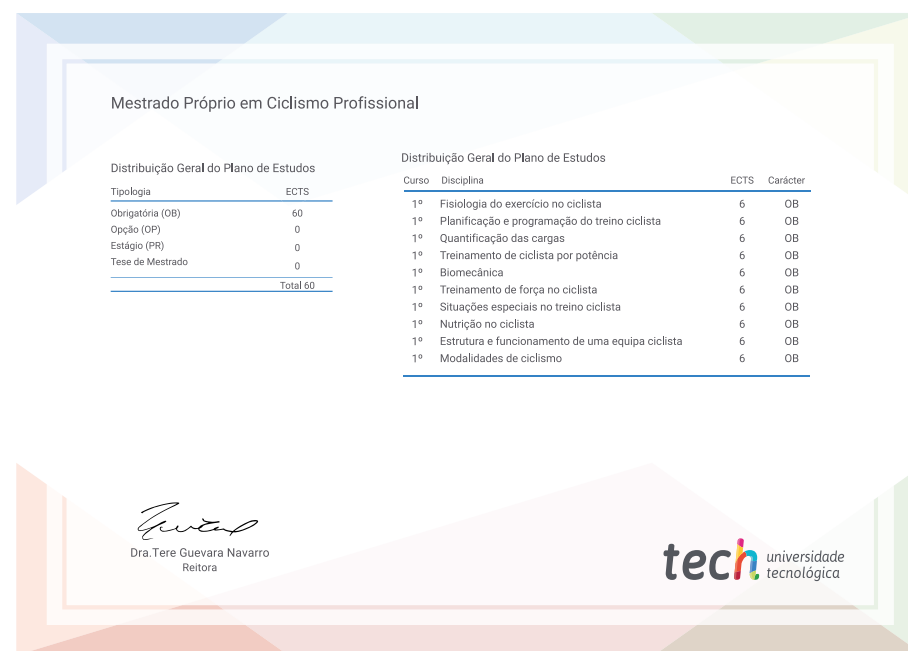 Mestrado Próprio em Ciclismo Profissional
Distribuição Geral do Plano de Estudos
Tipologia ECTS
Obrigatória (OB) 60
Opção (OP) 0
Estágio (PR) 0
Tese de Mestrado 0
Total 60
Distribuição Geral do Plano de Estudos
Curso Disciplina ECTS Carácter
1º Fisiologia do exercício no ciclista 6 OB
1º Planificação e programação do treino ciclista 6 OB
1º Quantificação das cargas 6 OB
1º Treinamento de ciclista por potência 6 OB
1º Biomecânica 6 OB
1º Treinamento de força no ciclista 6 OB
1º Situações especiais no treino ciclista 6 OB
1º Nutrição no ciclista 6 OB
1º Estrutura e funcionamento de uma equipa ciclista 6 OB
1º Modalidades de ciclismo 6 OB
Dra.Tere Guevara Navarro
Reitora
tech universidade
tecnológica